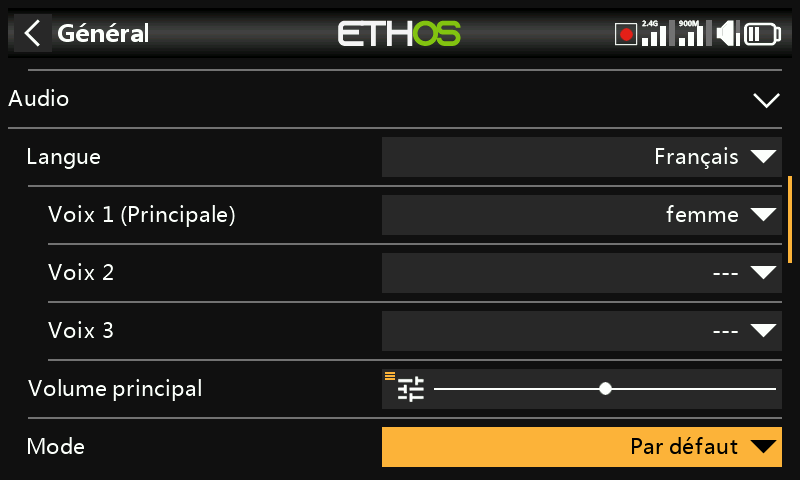 Général
ETHOS
2.4G
900M
Audio
Langue
Français
Voix 1 (Principale)
femme
Voix 2
---
Voix 3
---
Volume principal
Mode
Par défaut